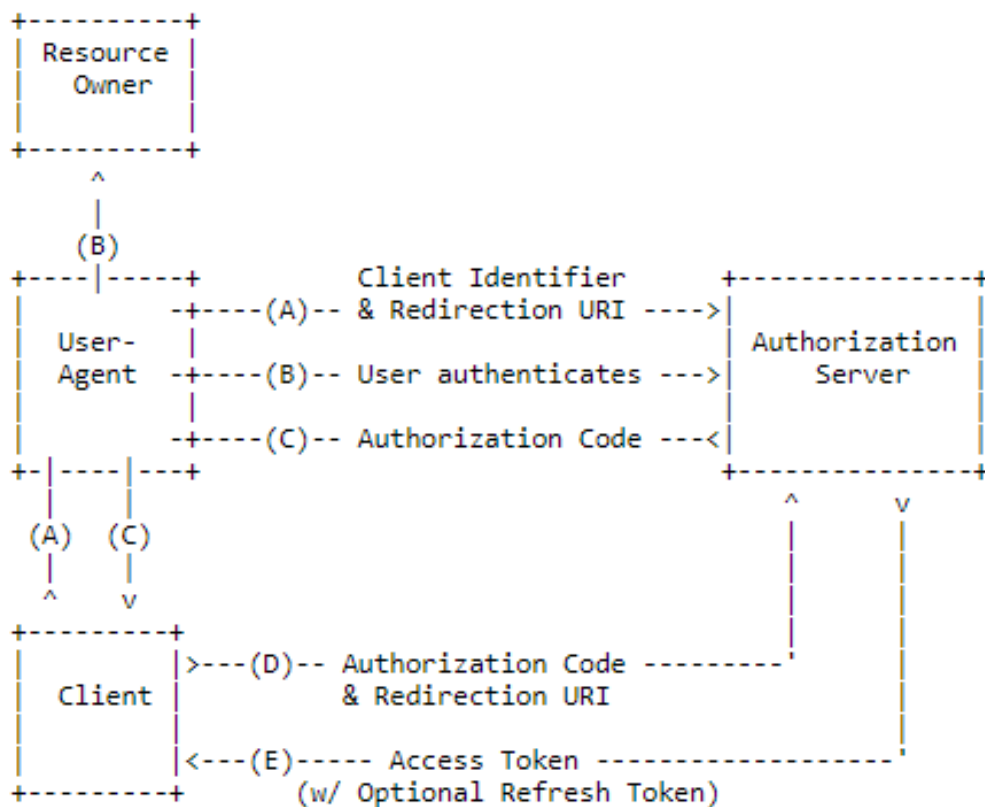 +----------+
| Resource |
|  Owner   |
|          |
+----------+
     ^
     |
    (B)
+----|-----+          Client Identifier      +---------------+
|         -+----(A)-- & Redirection URI ---->|               |
|  User-   |                                 | Authorization |
|  Agent  -+----(B)-- User authenticates --->|     Server    |
|          |                                 |               |
|         -+----(C)-- Authorization Code ---<|               |
+-|----|---+                                 +---------------+
  |    |                                         ^      v
 (A)  (C)                                        |      |
  |    |                                         |      |
  ^    v                                         |      |
+---------+                                      |      |
|         |>---(D)-- Authorization Code ---------'      |
|  Client |          & Redirection URI                  |
|         |                                             |
|         |<---(E)----- Access Token -------------------'
+---------+       (w/ Optional Refresh Token)